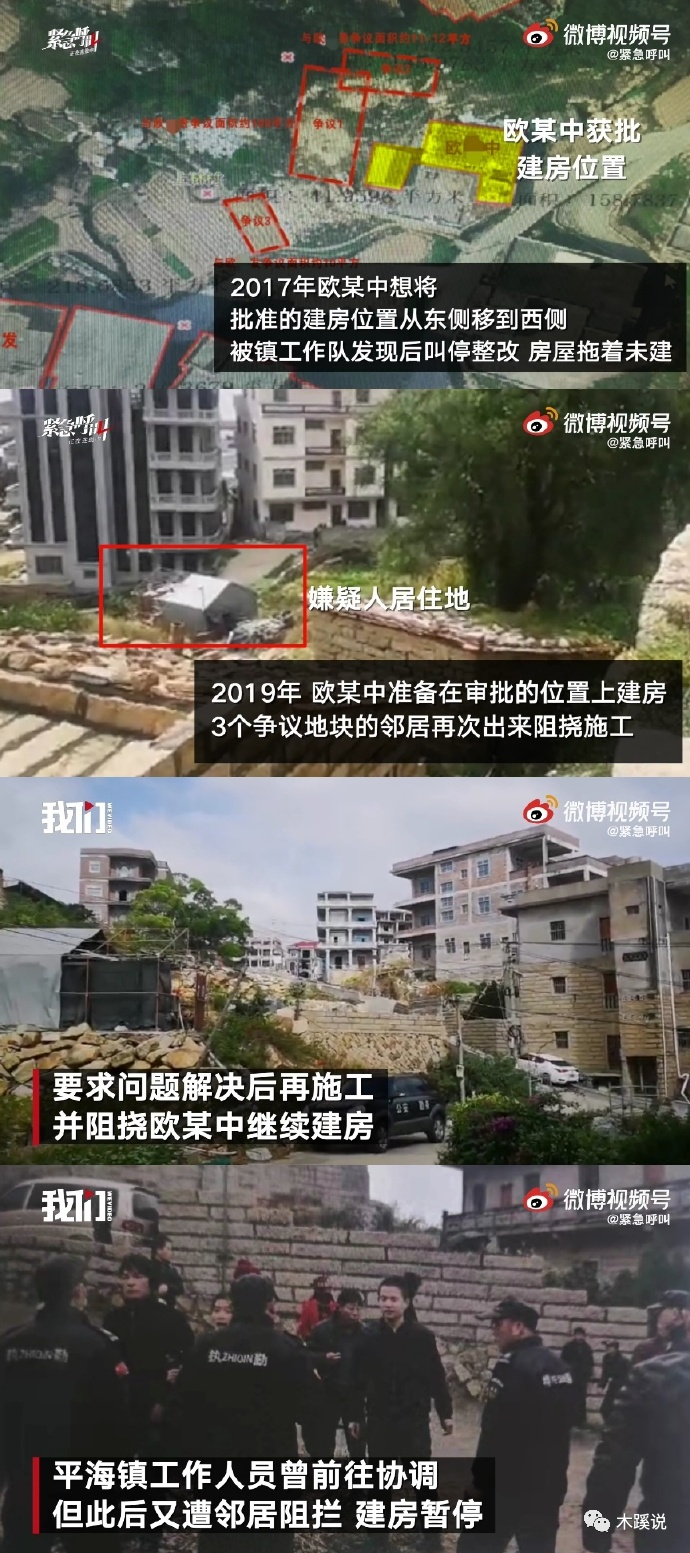 紧急呼叫
微博视频号
@紧急呼叫
争议1
争议3
欧某中获批
建房位置
2017年欧某中想将
批准的建房位置从东侧移到西侧
被镇工作队发现后叫停整改 房屋拖着未建
紧急呼叫
微博视频号
@紧急呼叫
嫌疑人居住地
2019年 欧某中准备在审批的位置上建房
3个争议地块的邻居再次出来阻挠施工
我们
微博视频号
@紧急呼叫
要求问题解决后再施工
并阻挠欧某中继续建房
我们
微博视频号
@紧急呼叫
执ZHIQIN勤
执ZHIQIN勤
平海镇工作人员曾前往协调
但此后又遭邻居阻拦 建房暂停
木蹊说